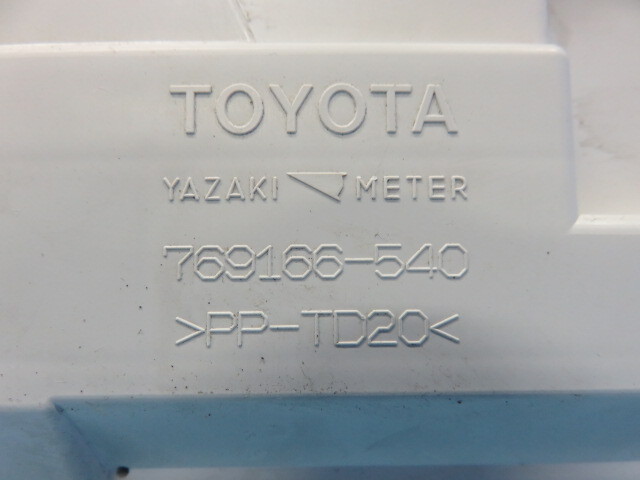 TOYOTA
YAZAKI METER
769166-540
>PP-TD20<